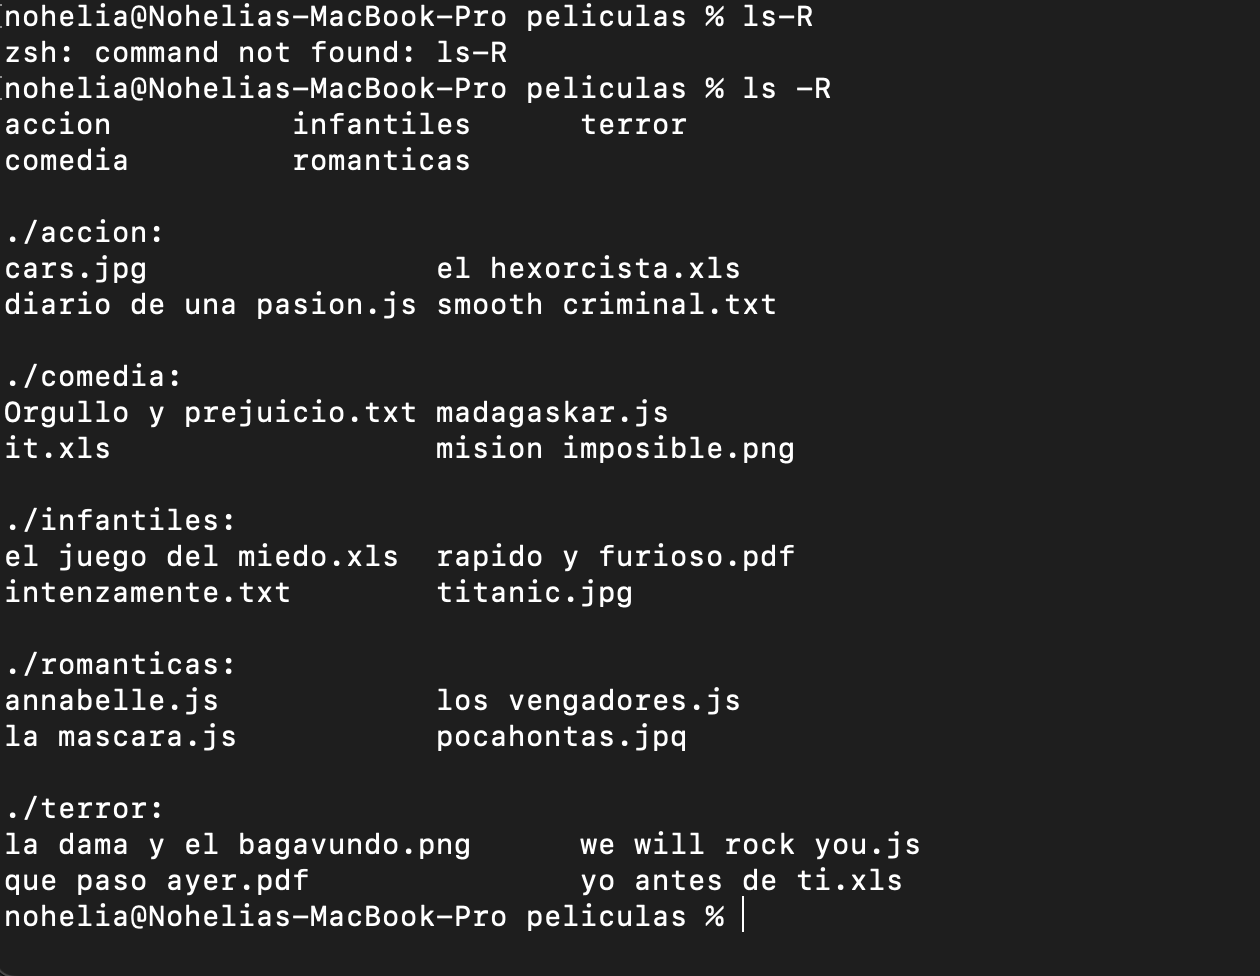 nohelia@Nohelias-MacBook-Pro peliculas % ls-R
zsh: command not found: ls-R
nohelia@Nohelias-MacBook-Pro peliculas % ls -R
accion          infantiles      terror
comedia         romanticas

./accion:
cars.jpg                el hexorcista.xls
diario de una pasion.js smooth criminal.txt

./comedia:
Orgullo y prejuicio.txt madagaskar.js
it.xls                  mision imposible.png

./infantiles:
el juego del miedo.xls  rapido y furioso.pdf
intenzamente.txt        titanic.jpg

./romanticas:
annabelle.js            los vengadores.js
la mascara.js           pocahontas.jpq

./terror:
la dama y el bagavundo.png      we will rock you.js
que paso ayer.pdf               yo antes de ti.xls
nohelia@Nohelias-MacBook-Pro peliculas %